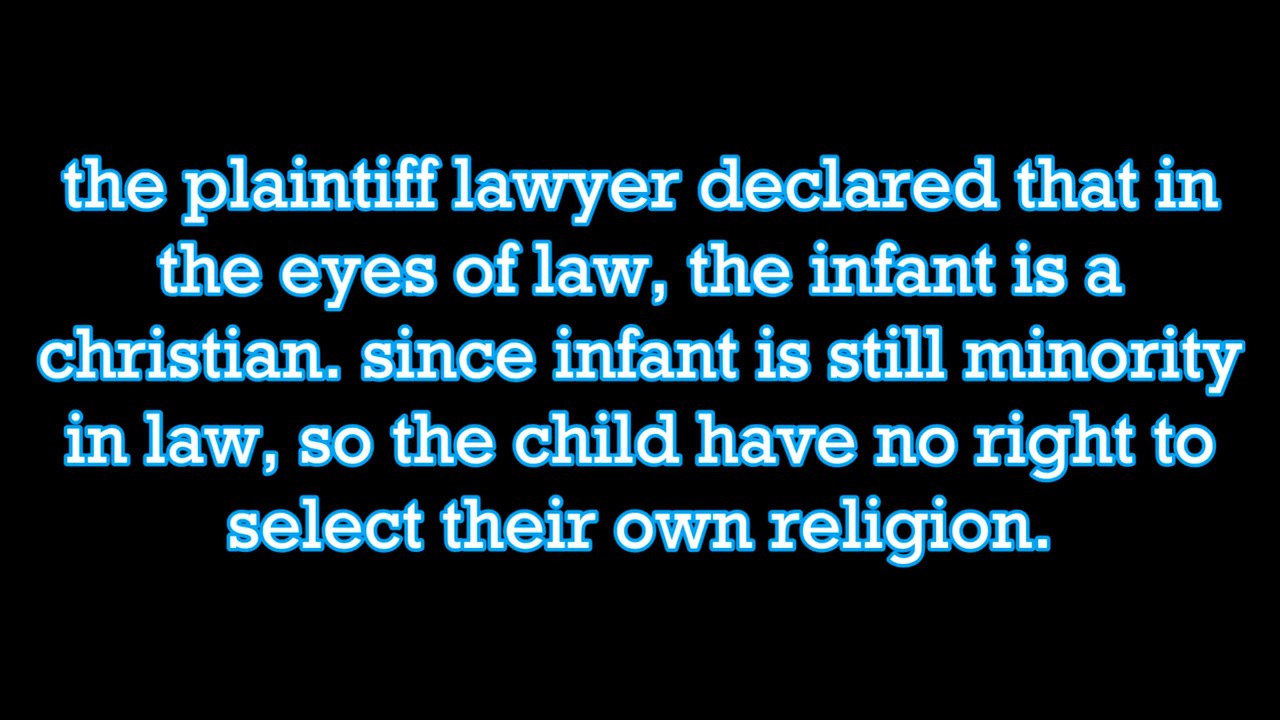 the plaintiff lawyer declared that in
the eyes of law, the infant is a
christian. since infant is still minority
in law, so the child have no right to
select their own religion.